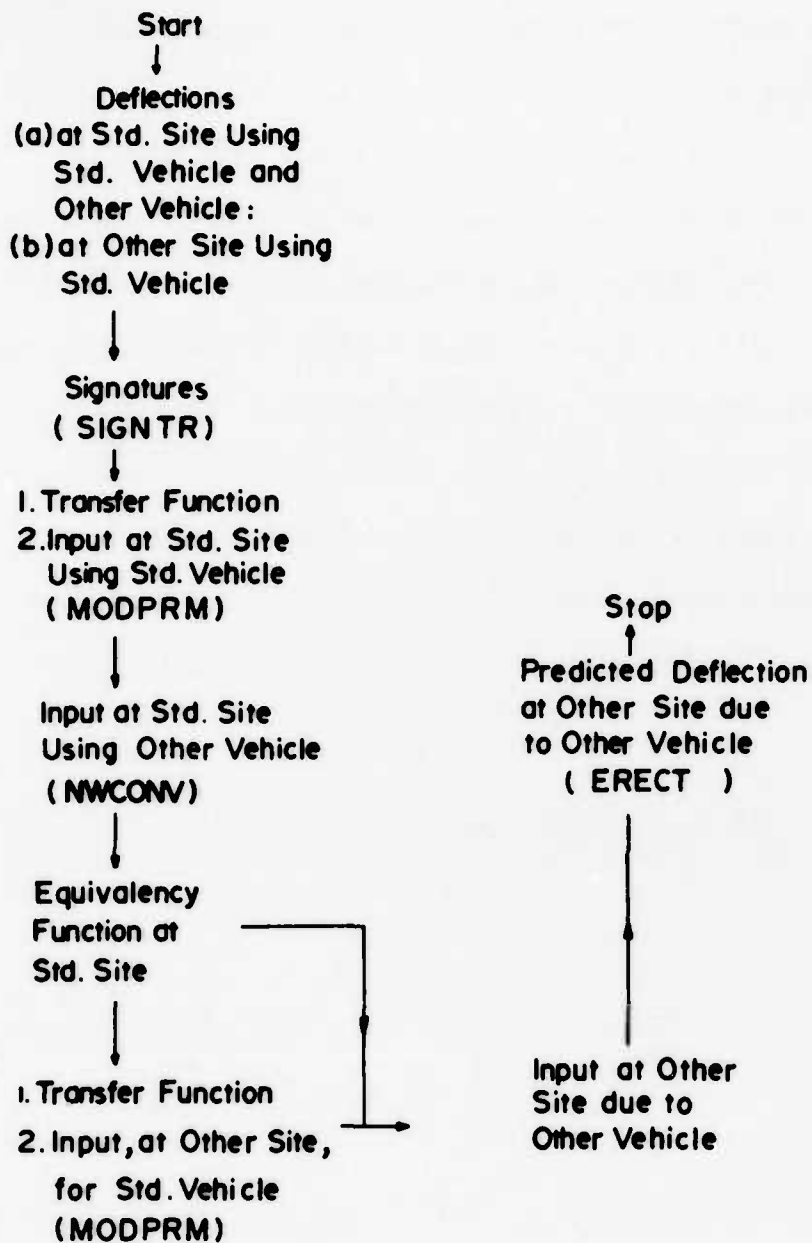 Start
Deflections
(a) at Std. Site Using
Std. Vehicle and
Other Vehicle:
(b) at Other Site Using
Std. Vehicle
Signatures
( SIGNTR )
1. Transfer Function
2. Input at Std. Site
Using Std. Vehicle
( MODPRM )
Input at Std. Site
Using Other Vehicle
( NWCONV )
Equivalency
Function at
Std. Site
1. Transfer Function
2. Input, at Other Site,
for Std. Vehicle
(MODPRM)
Input at Other
Site due to
Other Vehicle
Predicted Deflection
at Other Site due
to Other Vehicle
( ERECT )
Stop